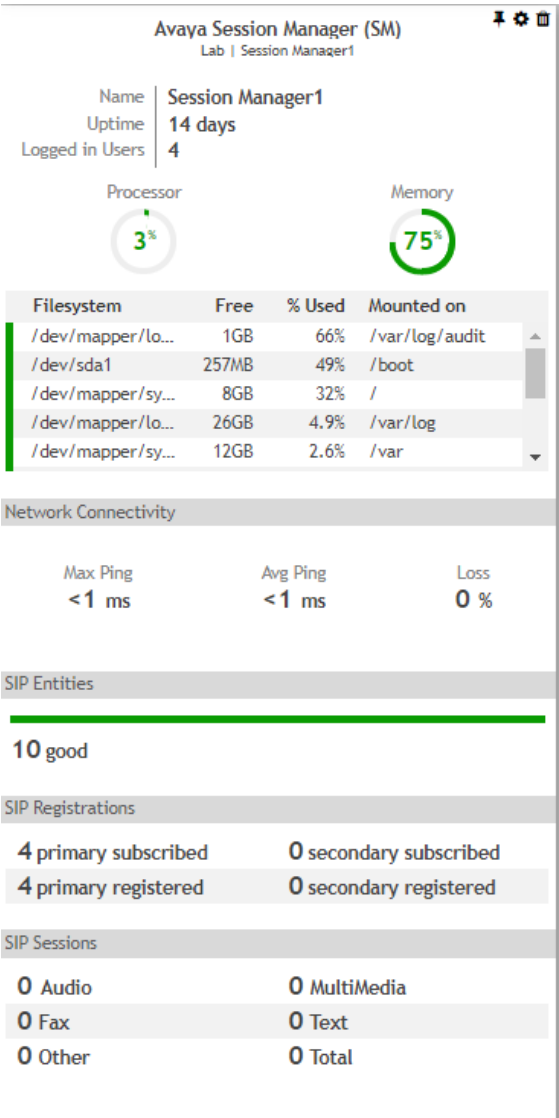 Avaya Session Manager (SM)
Lab | Session Manager1
Name Session Manager1
Uptime 14 days
Logged in Users 4
Processor Memory
3% 75%
Filesystem Free % Used Mounted on
/dev/mapper/lo... 1GB 66% /var/log/audit
/dev/sda1 257MB 49% /boot
/dev/mapper/sy... 8GB 32% /
/dev/mapper/lo... 26GB 4.9% /var/log
/dev/mapper/sy... 12GB 2.6% /var
Network Connectivity
Max Ping Avg Ping Loss
<1 ms <1 ms 0 %
SIP Entities
10 good
SIP Registrations
4 primary subscribed 0 secondary subscribed
4 primary registered 0 secondary registered
SIP Sessions
0 Audio 0 MultiMedia
0 Fax 0 Text
0 Other 0 Total